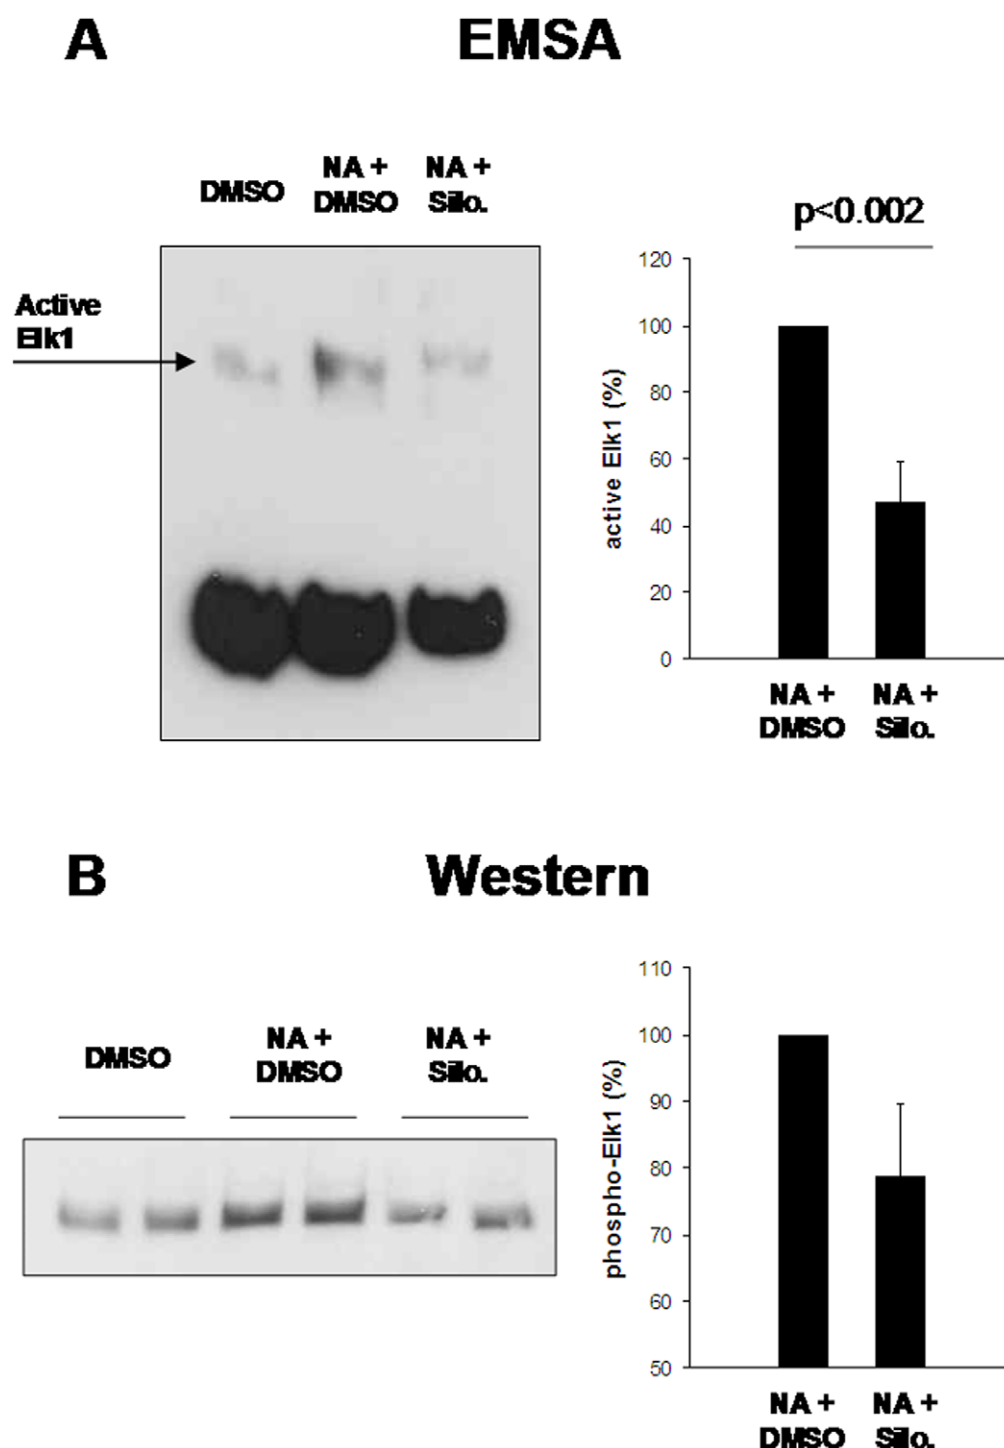 A
EMSA
DMSO
NA +
DMSO
NA +
Silo.
Active
Elk1
p<0.002
active Elk1 (%)
120
100
80
60
40
20
0
NA +
DMSO
NA +
Silo.
B
Western
DMSO
NA +
DMSO
NA +
Silo.
phospho-Elk1 (%)
110
100
90
80
70
60
50
NA +
DMSO
NA +
Silo.